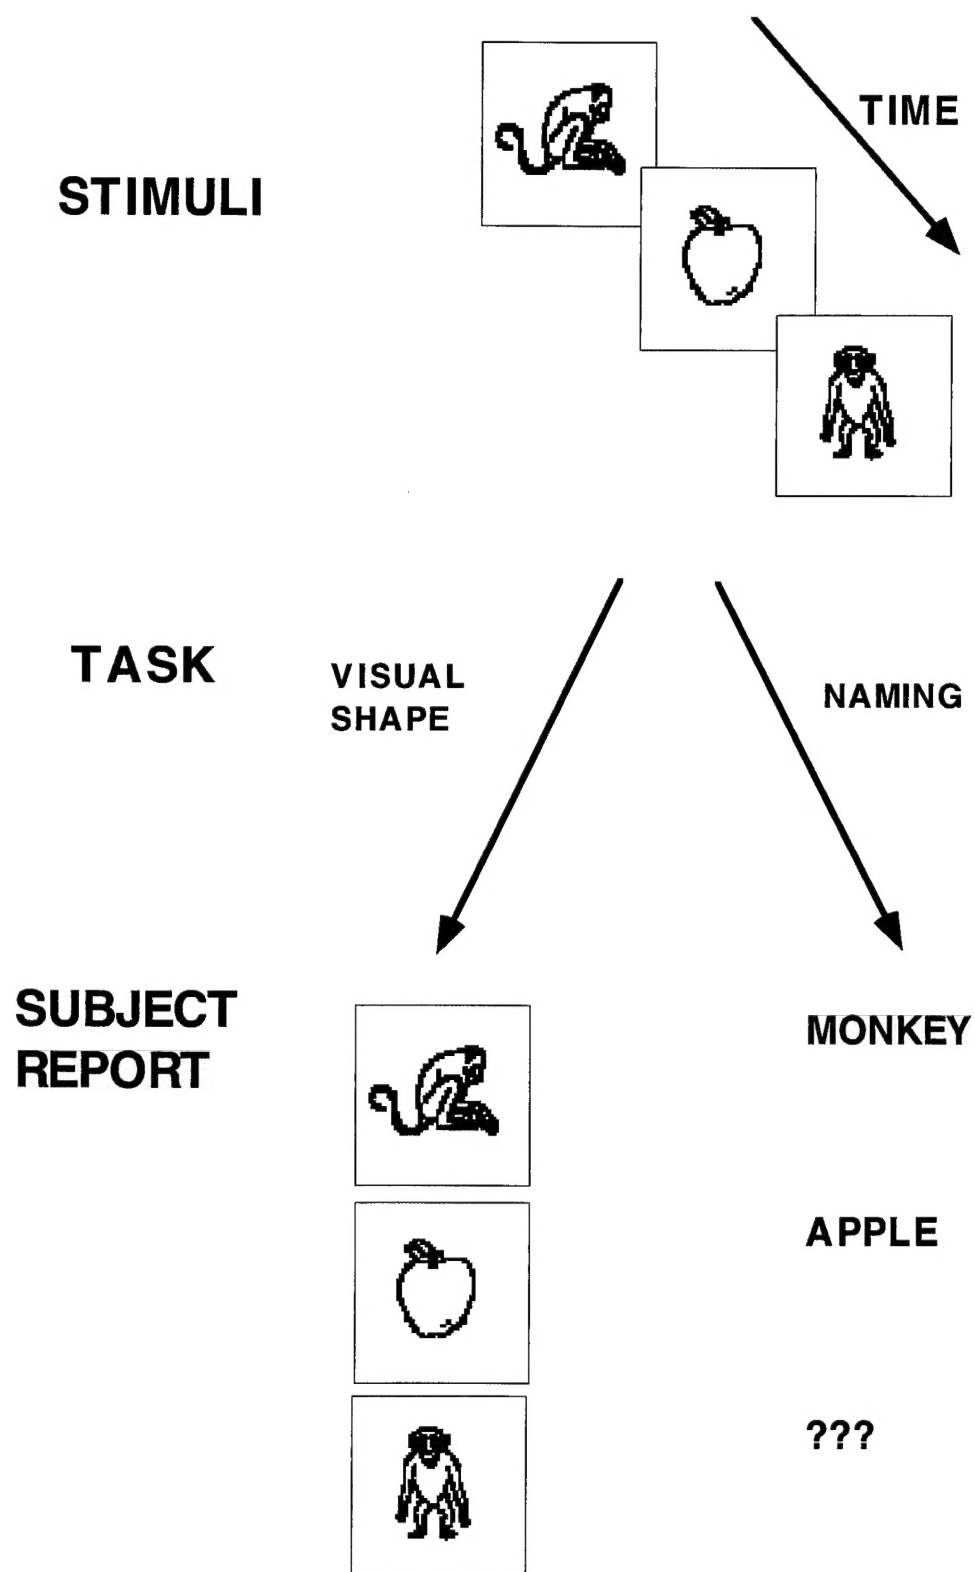 TIME
STIMULI
TASK
VISUAL
SHAPE
NAMING
SUBJECT
REPORT
MONKEY
APPLE
???